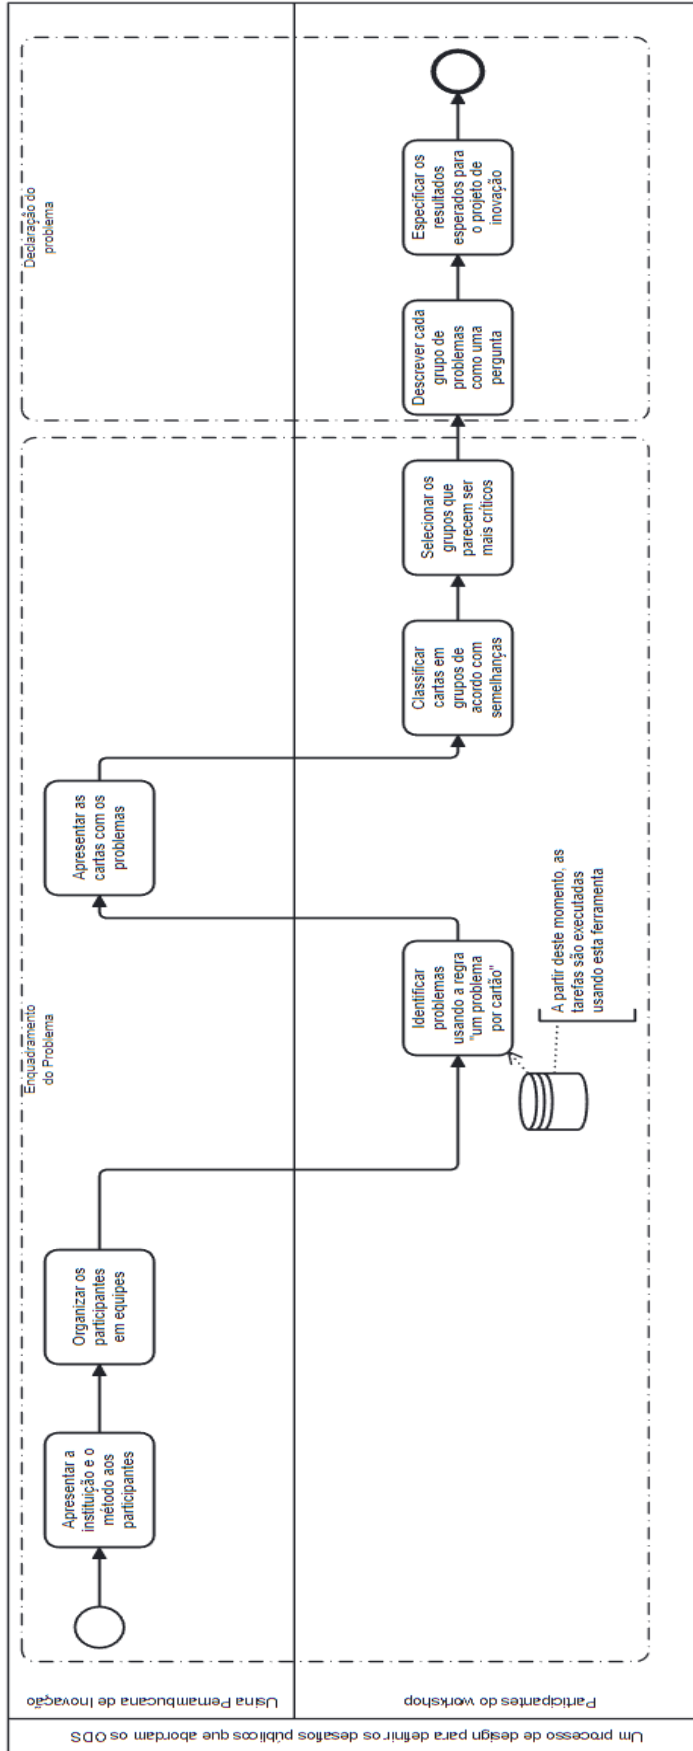 Um processo de design para definir os desafios públicos que abordam os ODS
Usina Pernambucana de Inovação
Participantes do workshop
Enquadramento
do Problema
Apresentar a
instituição e o
método aos
participantes
Organizar os
participantes
em equipes
Identificar
problemas
usando a regra
"um problema
por cartão"
A partir deste momento, as
tarefas são executadas
usando esta ferramenta
Apresentar as
cartas com os
problemas
Classificar
cartas em
grupos de
acordo com
semelhanças
Selecionar os
grupos que
parecem ser
mais críticos
Declaração do
problema
Descrever cada
grupo de
problemas
como uma
pergunta
Especificar os
resultados
esperados para
o projeto de
inovação